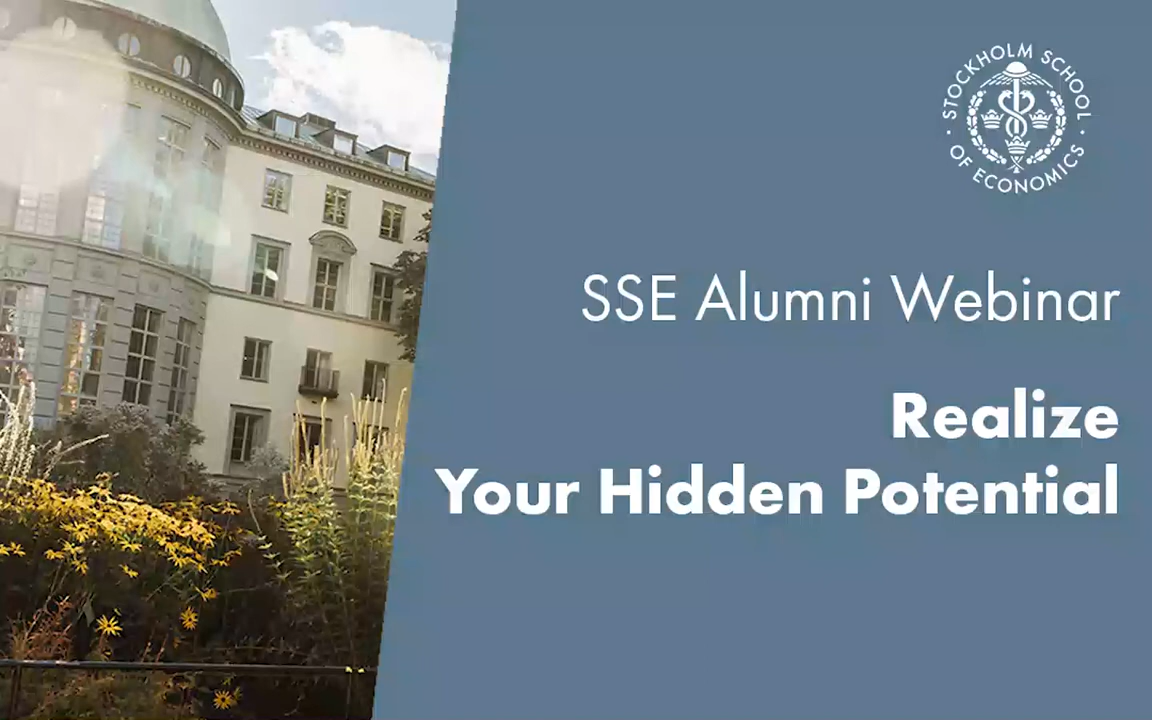 STOCKHOLM SCHOOL
· OF ECONOMICS ·
SSE Alumni Webinar
Realize
Your Hidden Potential